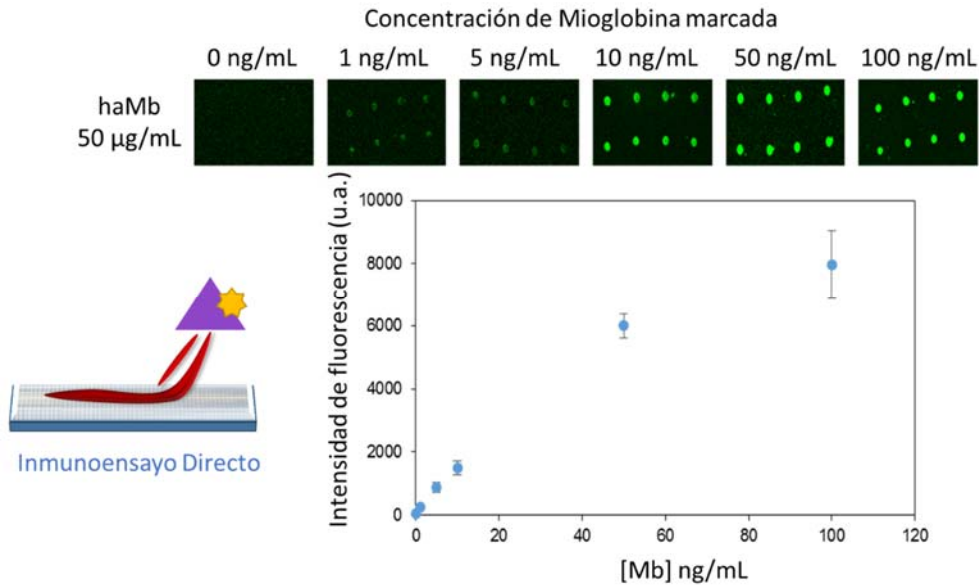 Concentración de Mioglobina marcada
0 ng/mL 1 ng/mL 5 ng/mL 10 ng/mL 50 ng/mL 100 ng/mL
haMb
50 µg/mL
Intensidad de fluorescencia (u.a.)
10000
8000
6000
4000
2000
0
0 20 40 60 80 100 120
[Mb] ng/mL
Inmunoensayo Directo